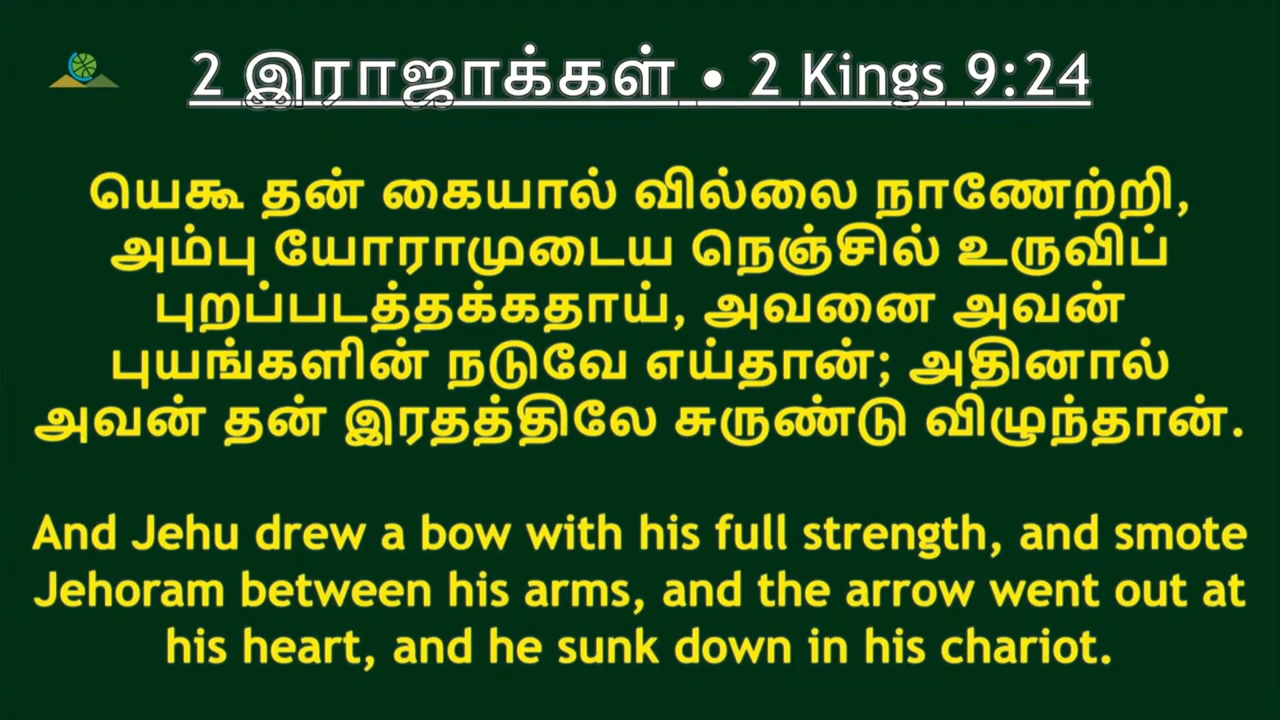 2 இராஜாக்கள் • 2 Kings 9:24
யெகூ தன் கையால் வில்லை நாணேற்றி,
அம்பு யோராமுடைய நெஞ்சில் உருவிப்
புறப்படத்தக்கதாய், அவனை அவன்
புயங்களின் நடுவே எய்தான்; அதினால்
அவன் தன் இரதத்திலே சுருண்டு விழுந்தான்.
And Jehu drew a bow with his full strength, and smote
Jehoram between his arms, and the arrow went out at
his heart, and he sunk down in his chariot.